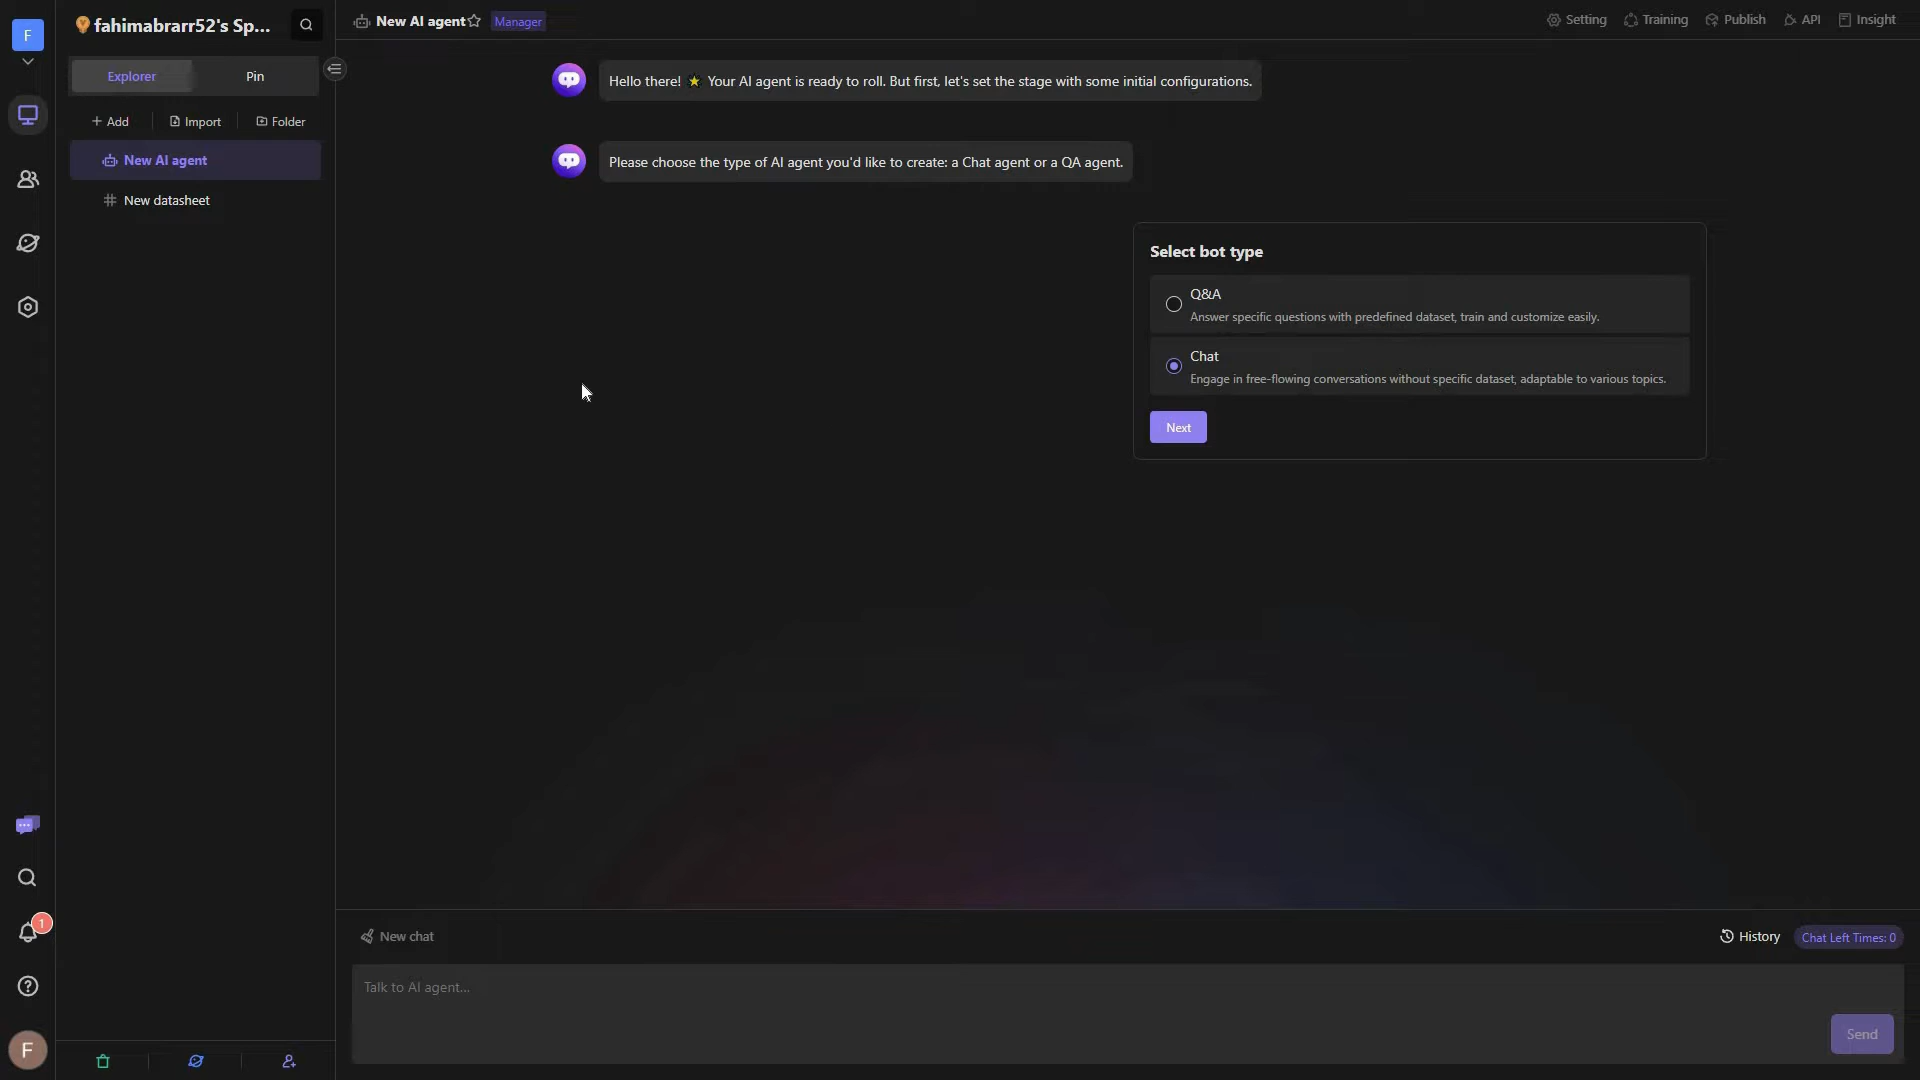 F
fahimabrarr52's Sp...
New AI agent
Manager
Setting
Training
Publish
API
Insight
Explorer
Pin
Add
Import
Folder
New AI agent
New datasheet
Hello there! ⭐ Your AI agent is ready to roll. But first, let's set the stage with some initial configurations.
Please choose the type of AI agent you'd like to create: a Chat agent or a QA agent.
Select bot type
Q&A
Answer specific questions with predefined dataset, train and customize easily.
Chat
Engage in free-flowing conversations without specific dataset, adaptable to various topics.
Next
1
New chat
History
Chat Left Times: 0
Talk to AI agent...
Send
F